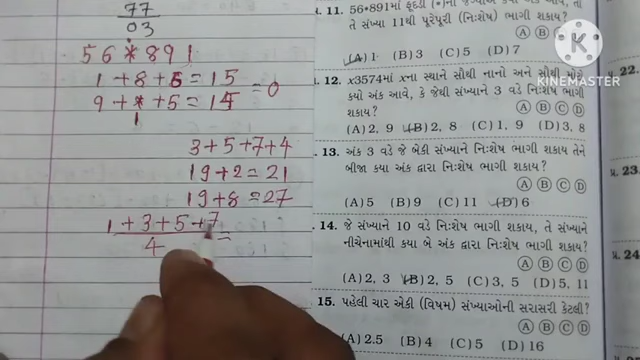 77
03
56*891
1+8+6=15
=0
9+*+5=15
1
3+5+7+4
19+2=21
19+8=27
1+3+5+7
=
4
KINEMASTER
11. 56*891માં ફૂદડી (*)ના
તે સંખ્યા 11થી પૂરેપૂરી (નિઃશેષ) ભાગી શકાય?
(A) 1 (B) 3 (C) 5 (D) 7
12. x3574માં xના સ્થાને સૌથી નાનો અને સૌથી મોટો
કયો અંક આવે, કે જેથી સંખ્યાને 3 વડે નિઃશેષ ભાગી
શકાય?
A B C D
(A) 2, 9 (B) 2, 8 (C) 1, 9 (D) 3, 8
13. અંક 3 વડે જે બેકી સંખ્યાને નિઃશેષ ભાગી શકાય તેને
બીજા કયા અંક દ્વારા નિઃશેષ ભાગી શકાય?
A B C D
(A) 5 (B) 9 (C) 11 (D) 6
14. જે સંખ્યાને 10 વડે નિઃશેષ ભાગી શકાય, તે સંખ્યાને
નીચેનામાંથી કયા બે અંક દ્વારા નિઃશેષ ભાગી શકાય?
A B C D
(A) 2, 3 (B) 2, 5 (C) 3, 5 (D) 5, 11
15. પહેલી ચાર એકી (વિષમ) સંખ્યાઓની સરાસરી કેટલી?
A B C D
(A) 2.5 (B) 4 (C) 5 (D) 16
પ્ર. 22.
પ્ર. 23.
પ્ર. 24